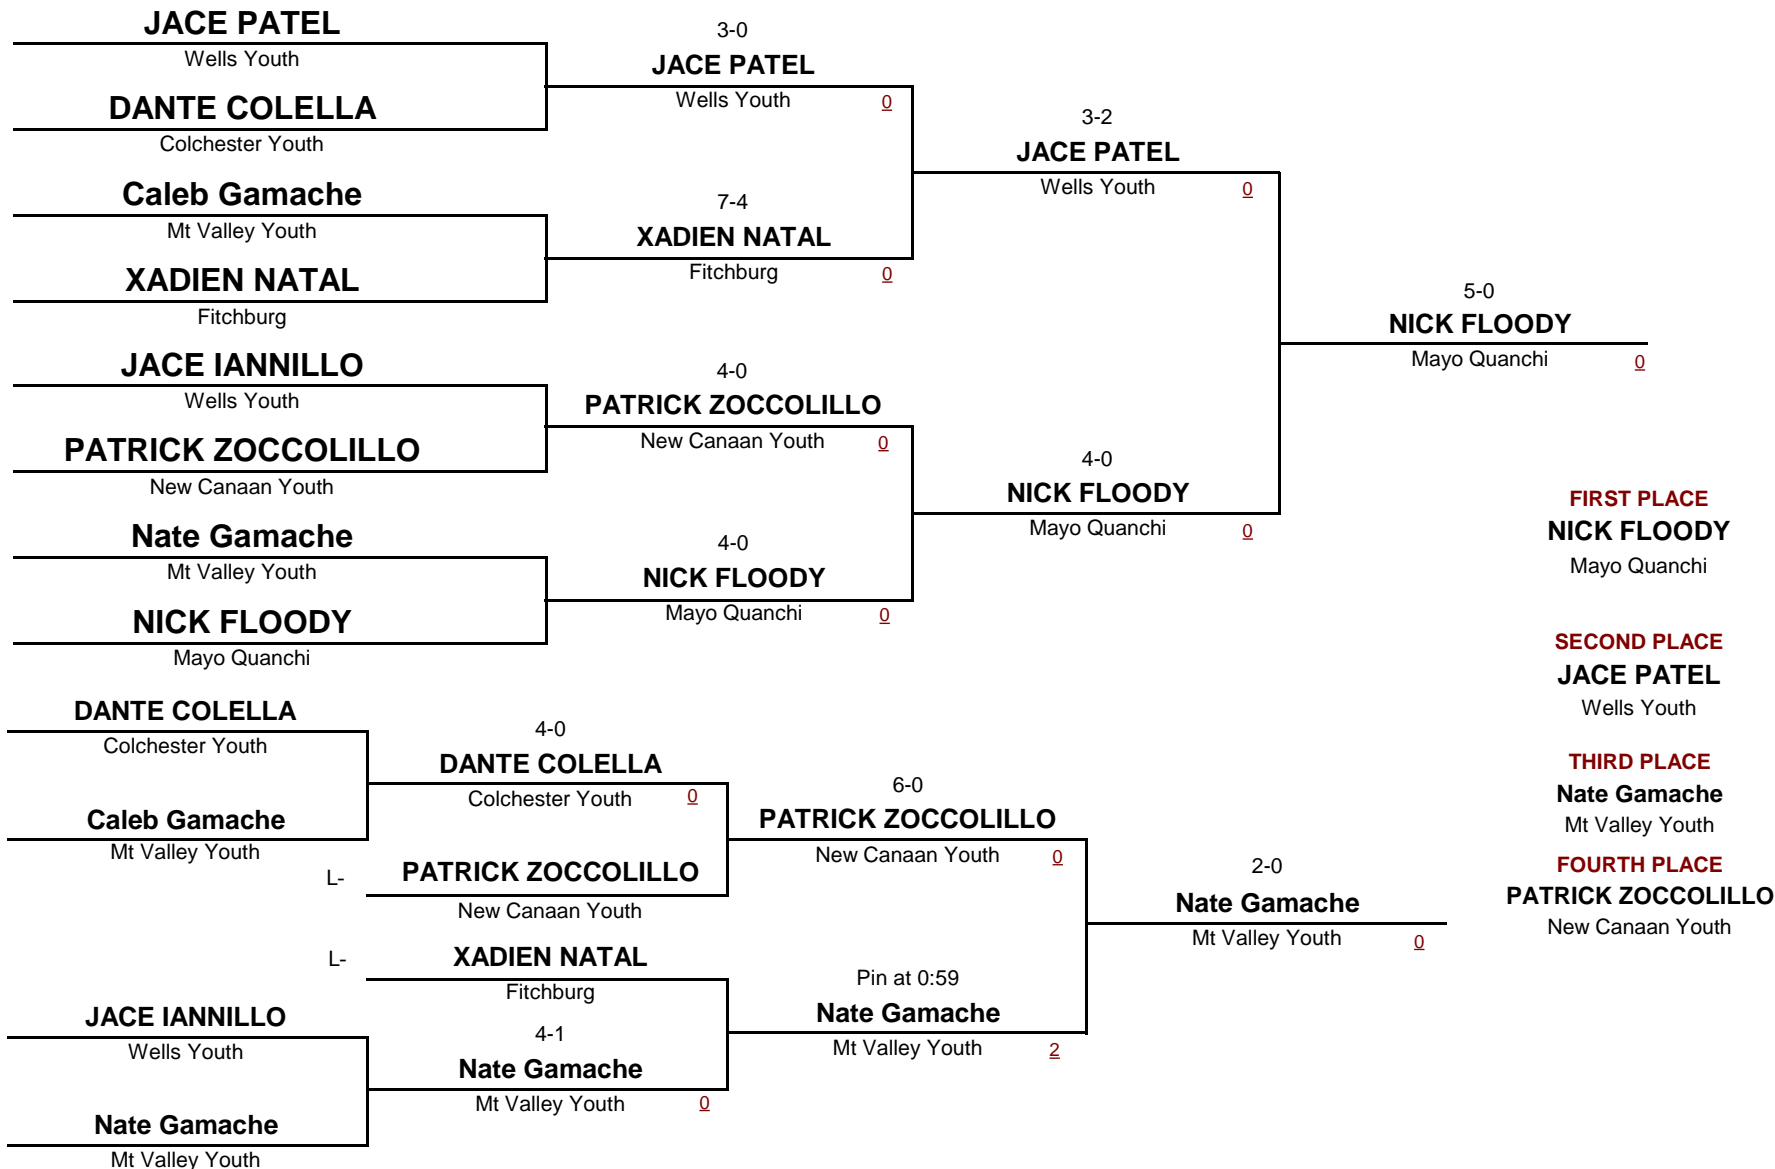 JACE PATEL
Wells Youth
DANTE COLELLA
Colchester Youth
Caleb Gamache
Mt Valley Youth
XADIEN NATAL
Fitchburg
JACE IANNILLO
Wells Youth
PATRICK ZOCCOLILLO
New Canaan Youth
Nate Gamache
Mt Valley Youth
NICK FLOODY
Mayo Quanchi
3-0
JACE PATEL
Wells Youth 0
7-4
XADIEN NATAL
Fitchburg 0
4-0
PATRICK ZOCCOLILLO
New Canaan Youth 0
4-0
NICK FLOODY
Mayo Quanchi 0
3-2
JACE PATEL
Wells Youth 0
4-0
NICK FLOODY
Mayo Quanchi 0
5-0
NICK FLOODY
Mayo Quanchi 0
FIRST PLACE
NICK FLOODY
Mayo Quanchi
SECOND PLACE
JACE PATEL
Wells Youth
THIRD PLACE
Nate Gamache
Mt Valley Youth
FOURTH PLACE
PATRICK ZOCCOLILLO
New Canaan Youth
DANTE COLELLA
Colchester Youth
Caleb Gamache
Mt Valley Youth
JACE IANNILLO
Wells Youth
Nate Gamache
Mt Valley Youth
4-0
DANTE COLELLA
Colchester Youth 0
L- PATRICK ZOCCOLILLO
New Canaan Youth
L- XADIEN NATAL
Fitchburg
4-1
Nate Gamache
Mt Valley Youth 0
6-0
PATRICK ZOCCOLILLO
New Canaan Youth 0
Pin at 0:59
Nate Gamache
Mt Valley Youth 2
2-0
Nate Gamache
Mt Valley Youth 0